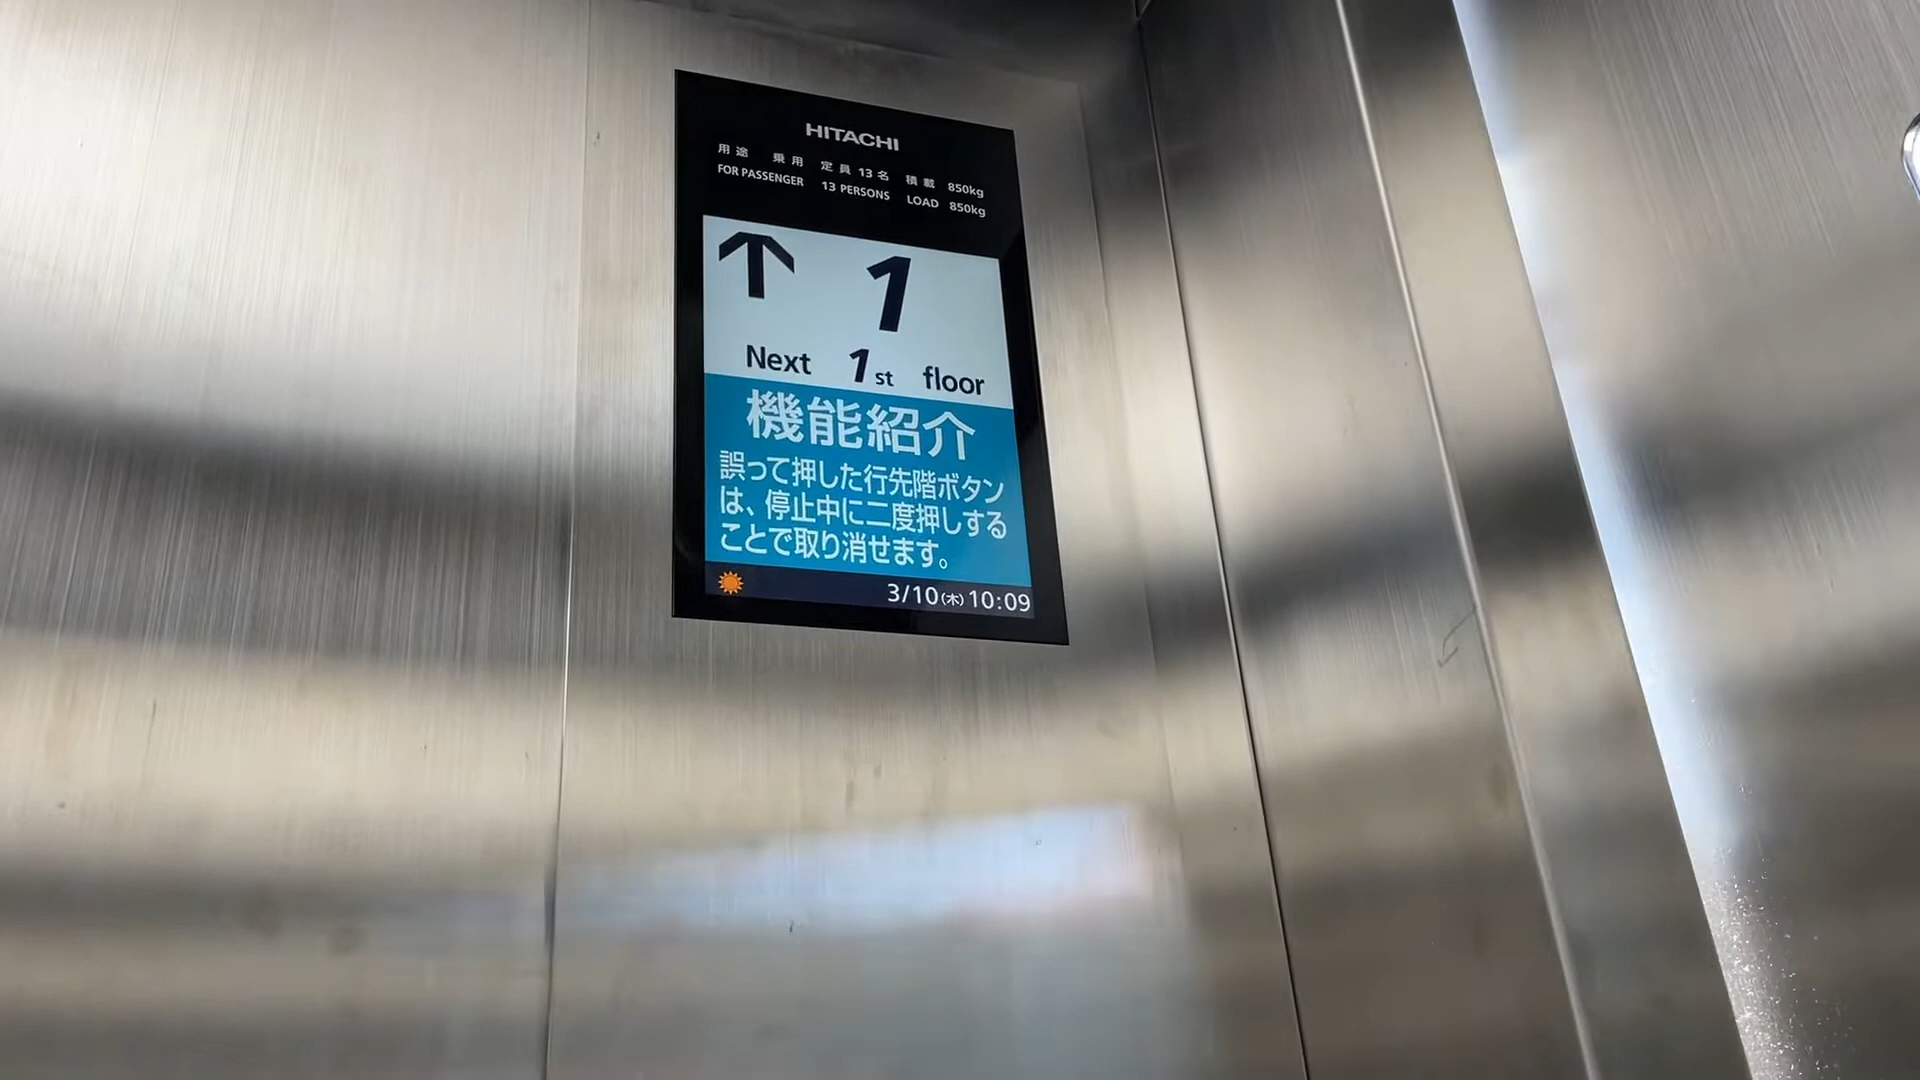 HITACHI
用途 乗用 定員 13名 積載 850kg
FOR PASSENGER 13 PERSONS LOAD 850kg
↑ 1
Next 1st floor
機能紹介
誤って押した行先階ボタン
は、停止中に二度押しする
ことで取り消せます。
3/10(木)10:09